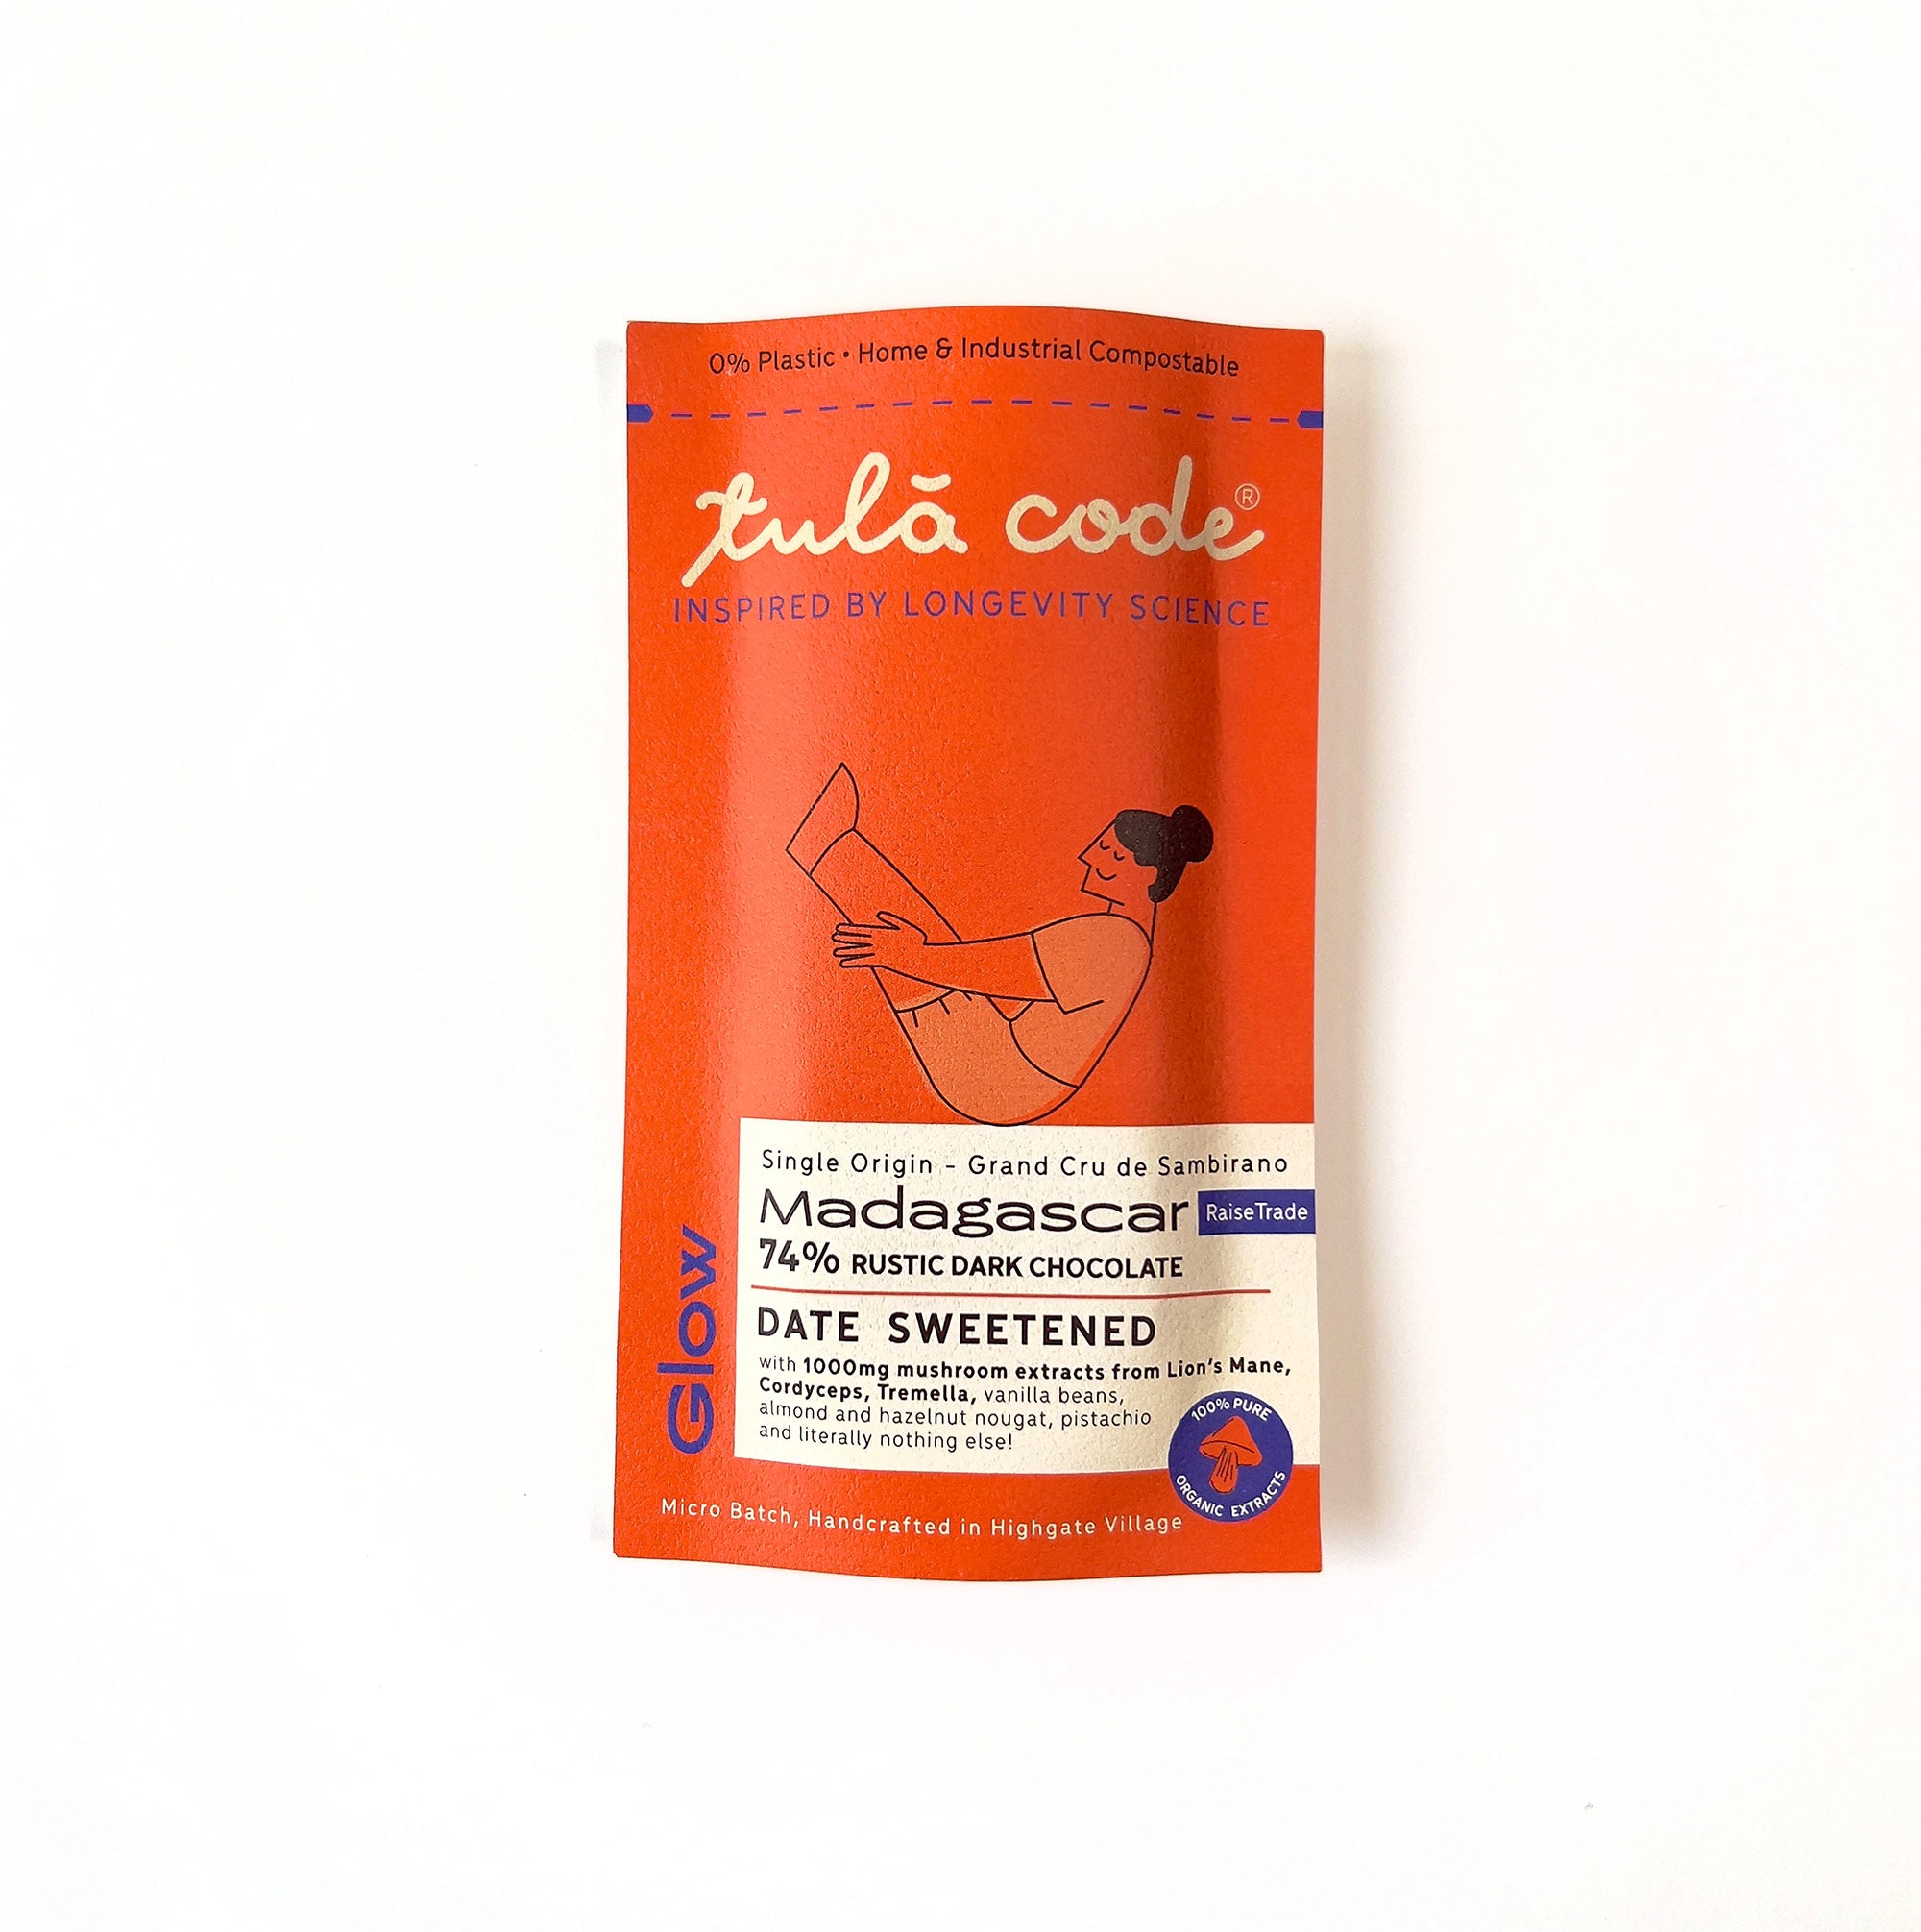 0% Plastic • Home & Industrial Compostable
tulă code®
INSPIRED BY LONGEVITY SCIENCE
Single Origin - Grand Cru de Sambirano
Madagascar
RaiseTrade
74% RUSTIC DARK CHOCOLATE
DATE SWEETENED
with 1000mg mushroom extracts from Lion's Mane,
Cordyceps, Tremella, vanilla beans,
almond and hazelnut nougat, pistachio
and literally nothing else!
Glow
100% PURE
ORGANIC EXTRACTS
Micro Batch, Handcrafted in Highgate Village